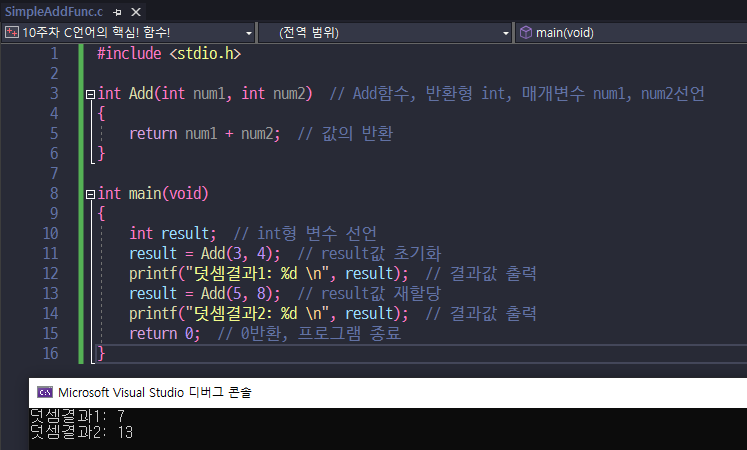 SimpleAddFunc.c
10주차 C언어의 핵심! 함수!
(전역 범위)
main(void)
1 #include <stdio.h>
2
3 int Add(int num1, int num2)  // Add함수, 반환형 int, 매개변수 num1, num2선언
4 {
5     return num1 + num2;  // 값의 반환
6 }
7
8 int main(void)
9 {
10     int result;  // int형 변수 선언
11     result = Add(3, 4);  // result값 초기화
12     printf("덧셈결과1: %d \n", result);  // 결과값 출력
13     result = Add(5, 8);  // result값 재할당
14     printf("덧셈결과2: %d \n", result);  // 결과값 출력
15     return 0;  // 0반환, 프로그램 종료
16 }
Microsoft Visual Studio 디버그 콘솔
덧셈결과1: 7
덧셈결과2: 13